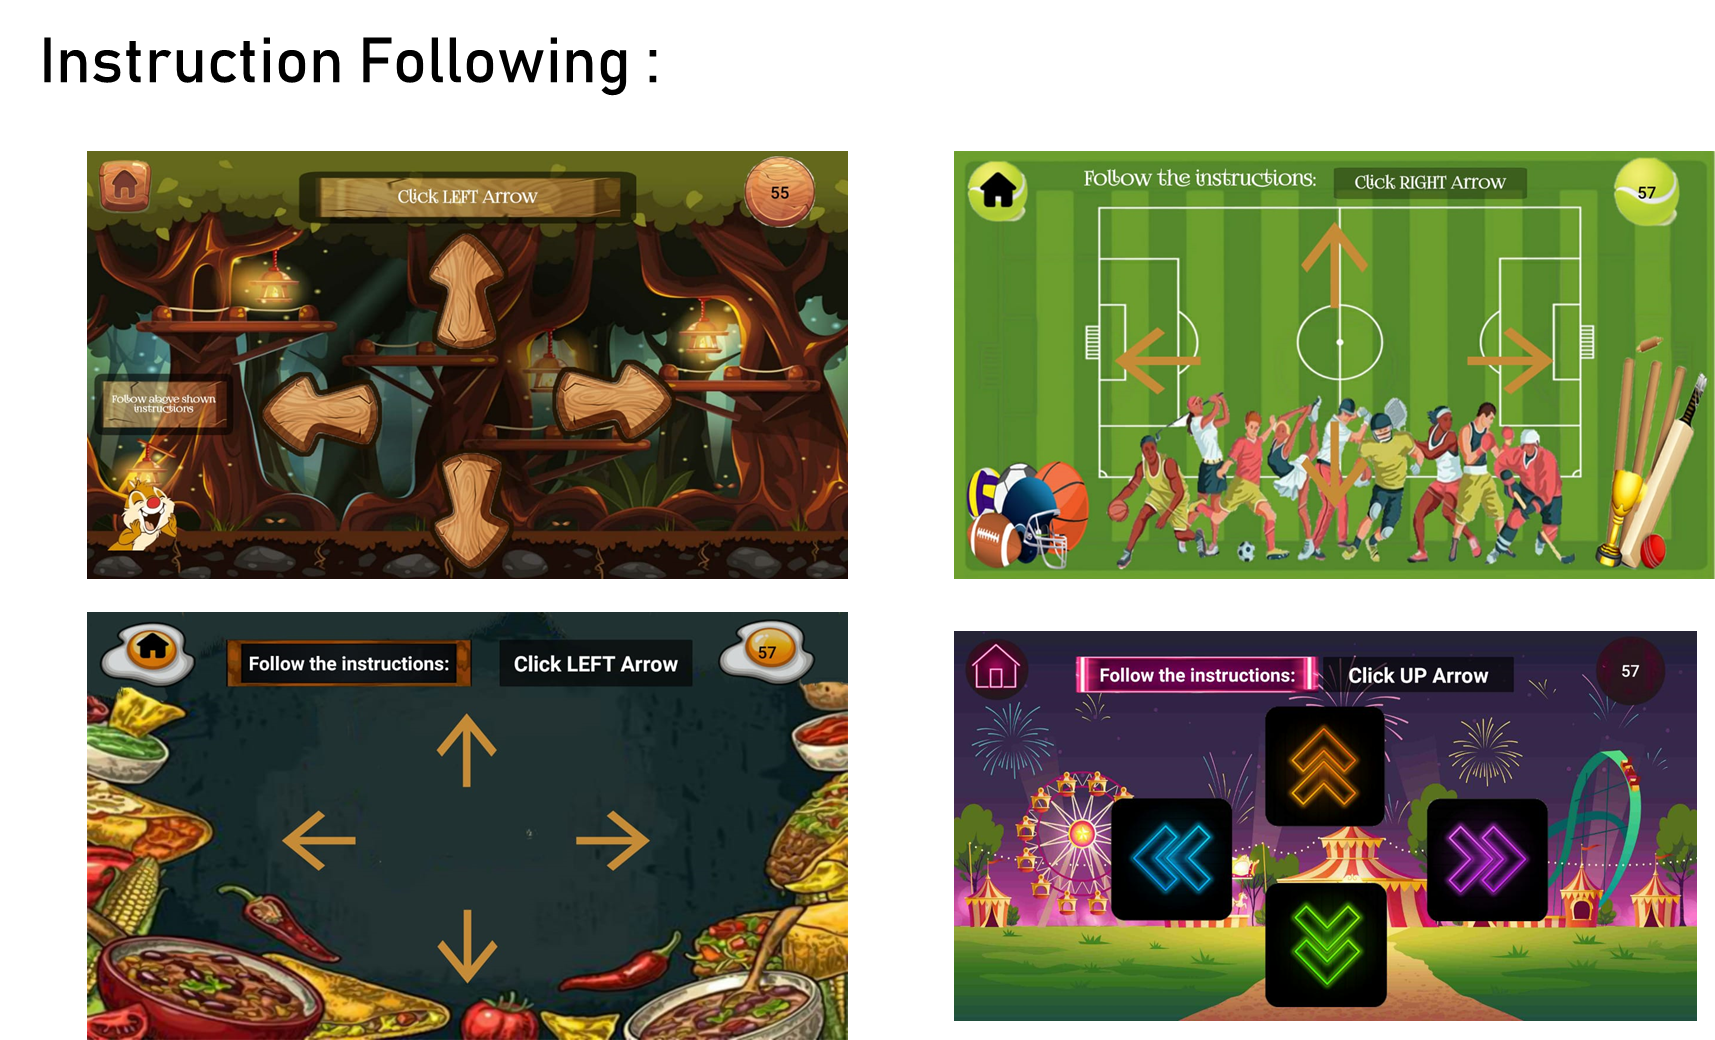 Instruction Following :
Click LEFT Arrow
55
Follow above shown
instructions
Follow the instructions:
Click RIGHT Arrow
57
Follow the instructions:
Click LEFT Arrow
57
Follow the instructions:
Click UP Arrow
57